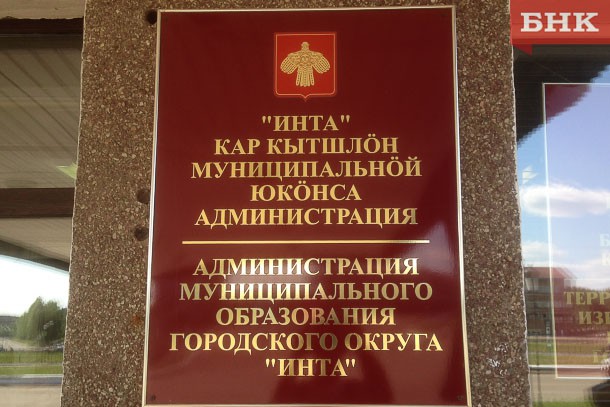 БНК
"ИНТА"
КАР КЫТШЛӦН
МУНИЦИПАЛЬНӦЙ
ЮКӦНСА
АДМИНИСТРАЦИЯ
АДМИНИСТРАЦИЯ
МУНИЦИПАЛЬНОГО
ОБРАЗОВАНИЯ
ГОРОДСКОГО ОКРУГА
"ИНТА"